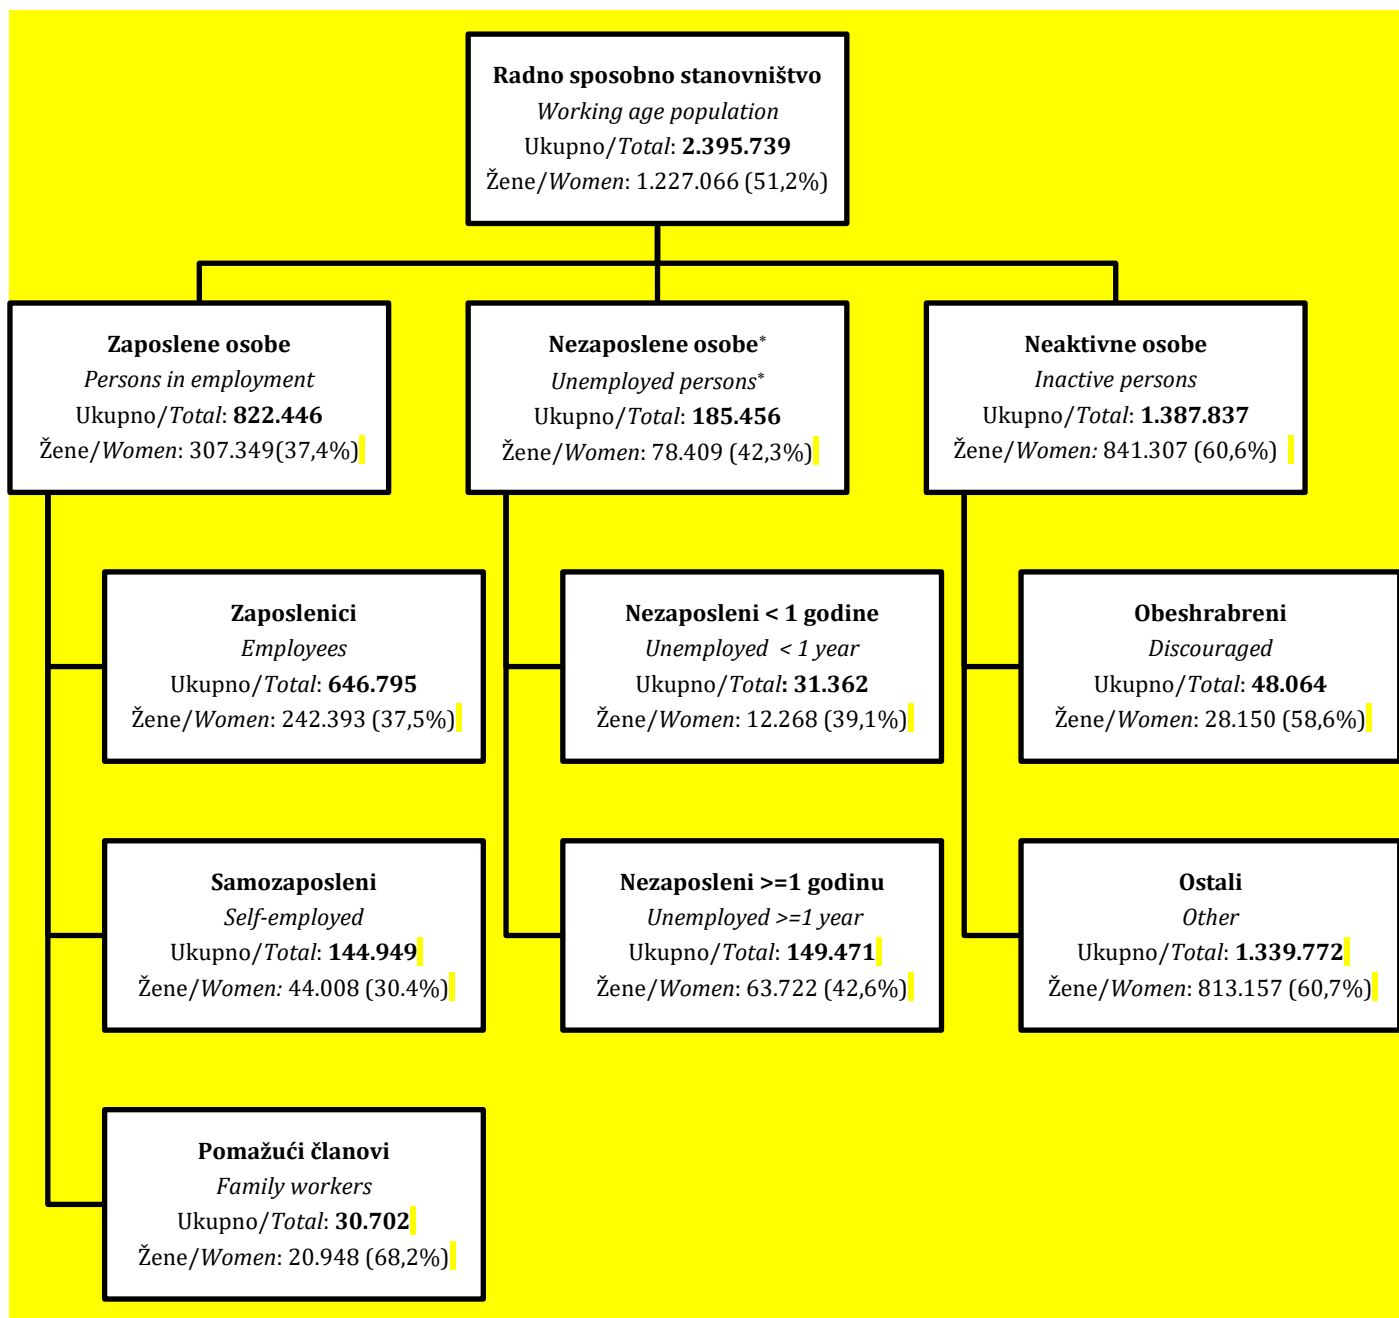 Radno sposobno stanovništvo
Working age population
Ukupno/Total: 2.395.739
Žene/Women: 1.227.066 (51,2%)
Zaposlene osobe
Persons in employment
Ukupno/Total: 822.446
Žene/Women: 307.349(37,4%)
Nezaposlene osobe*
Unemployed persons*
Ukupno/Total: 185.456
Žene/Women: 78.409 (42,3%)
Neaktivne osobe
Inactive persons
Ukupno/Total: 1.387.837
Žene/Women: 841.307 (60,6%)
Zaposlenici
Employees
Ukupno/Total: 646.795
Žene/Women: 242.393 (37,5%)
Nezaposleni < 1 godine
Unemployed < 1 year
Ukupno/Total: 31.362
Žene/Women: 12.268 (39,1%)
Obeshrabreni
Discouraged
Ukupno/Total: 48.064
Žene/Women: 28.150 (58,6%)
Samozaposleni
Self-employed
Ukupno/Total: 144.949
Žene/Women: 44.008 (30.4%)
Nezaposleni >=1 godinu
Unemployed >=1 year
Ukupno/Total: 149.471
Žene/Women: 63.722 (42,6%)
Ostali
Other
Ukupno/Total: 1.339.772
Žene/Women: 813.157 (60,7%)
Pomažući članovi
Family workers
Ukupno/Total: 30.702
Žene/Women: 20.948 (68,2%)